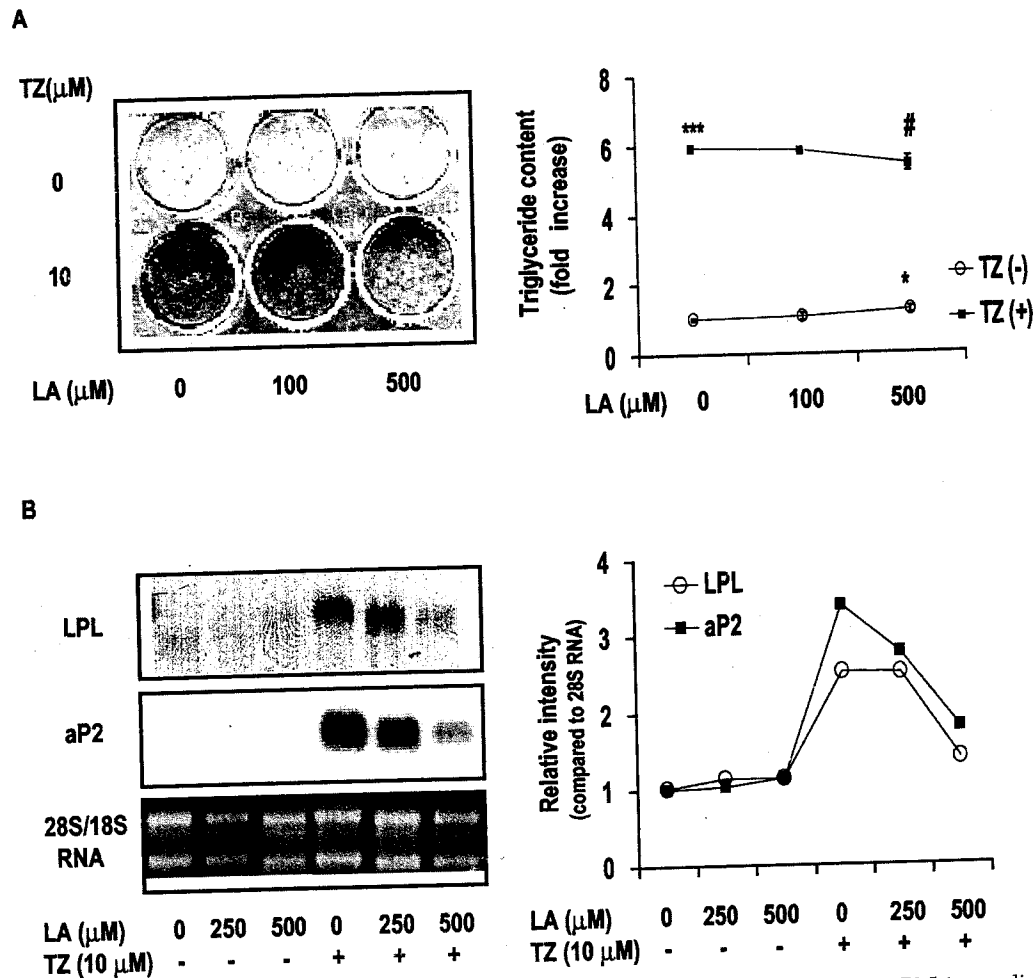 A
TZ(μM)
0
10
LA (μM) 0 100 500
Triglyceride content
(fold increase)
8
6
4
2
0
***
#
*
TZ (-)
TZ (+)
LA (μM) 0 100 500
B
LPL
aP2
28S/18S
RNA
LA (μM) 0 250 500 0 250 500
TZ (10 μM) - - - + + +
Relative intensity
(compared to 28S RNA)
4
3
2
1
0
LPL
aP2
LA (μM) 0 250 500 0 250 500
TZ (10 μM) - - - + + +